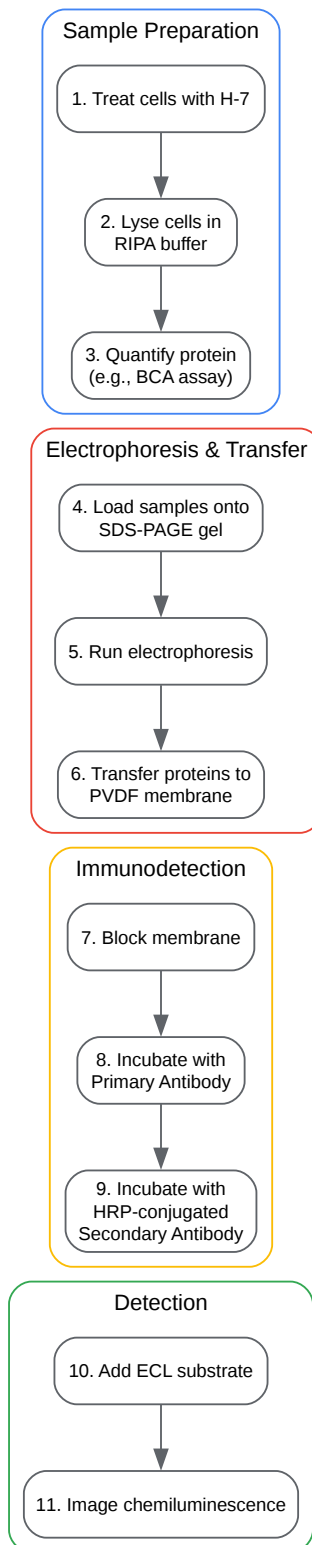 Sample Preparation
1. Treat cells with H-7
2. Lyse cells in
RIPA buffer
3. Quantify protein
(e.g., BCA assay)
Electrophoresis & Transfer
4. Load samples onto
SDS-PAGE gel
5. Run electrophoresis
6. Transfer proteins to
PVDF membrane
Immunodetection
7. Block membrane
8. Incubate with
Primary Antibody
9. Incubate with
HRP-conjugated
Secondary Antibody
Detection
10. Add ECL substrate
11. Image chemiluminescence